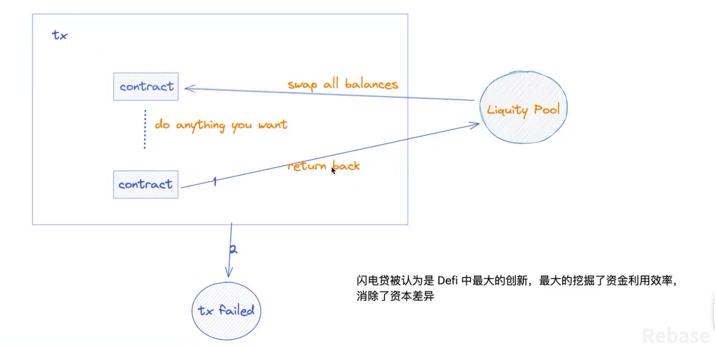 tx
contract
swap all balances
Liquity Pool
do anything you want
contract
1
return back
2
tx failed
闪电贷被认为是 Defi 中最大的创新，最大的挖掘了资金利用效率，
消除了资本差异
Rebase